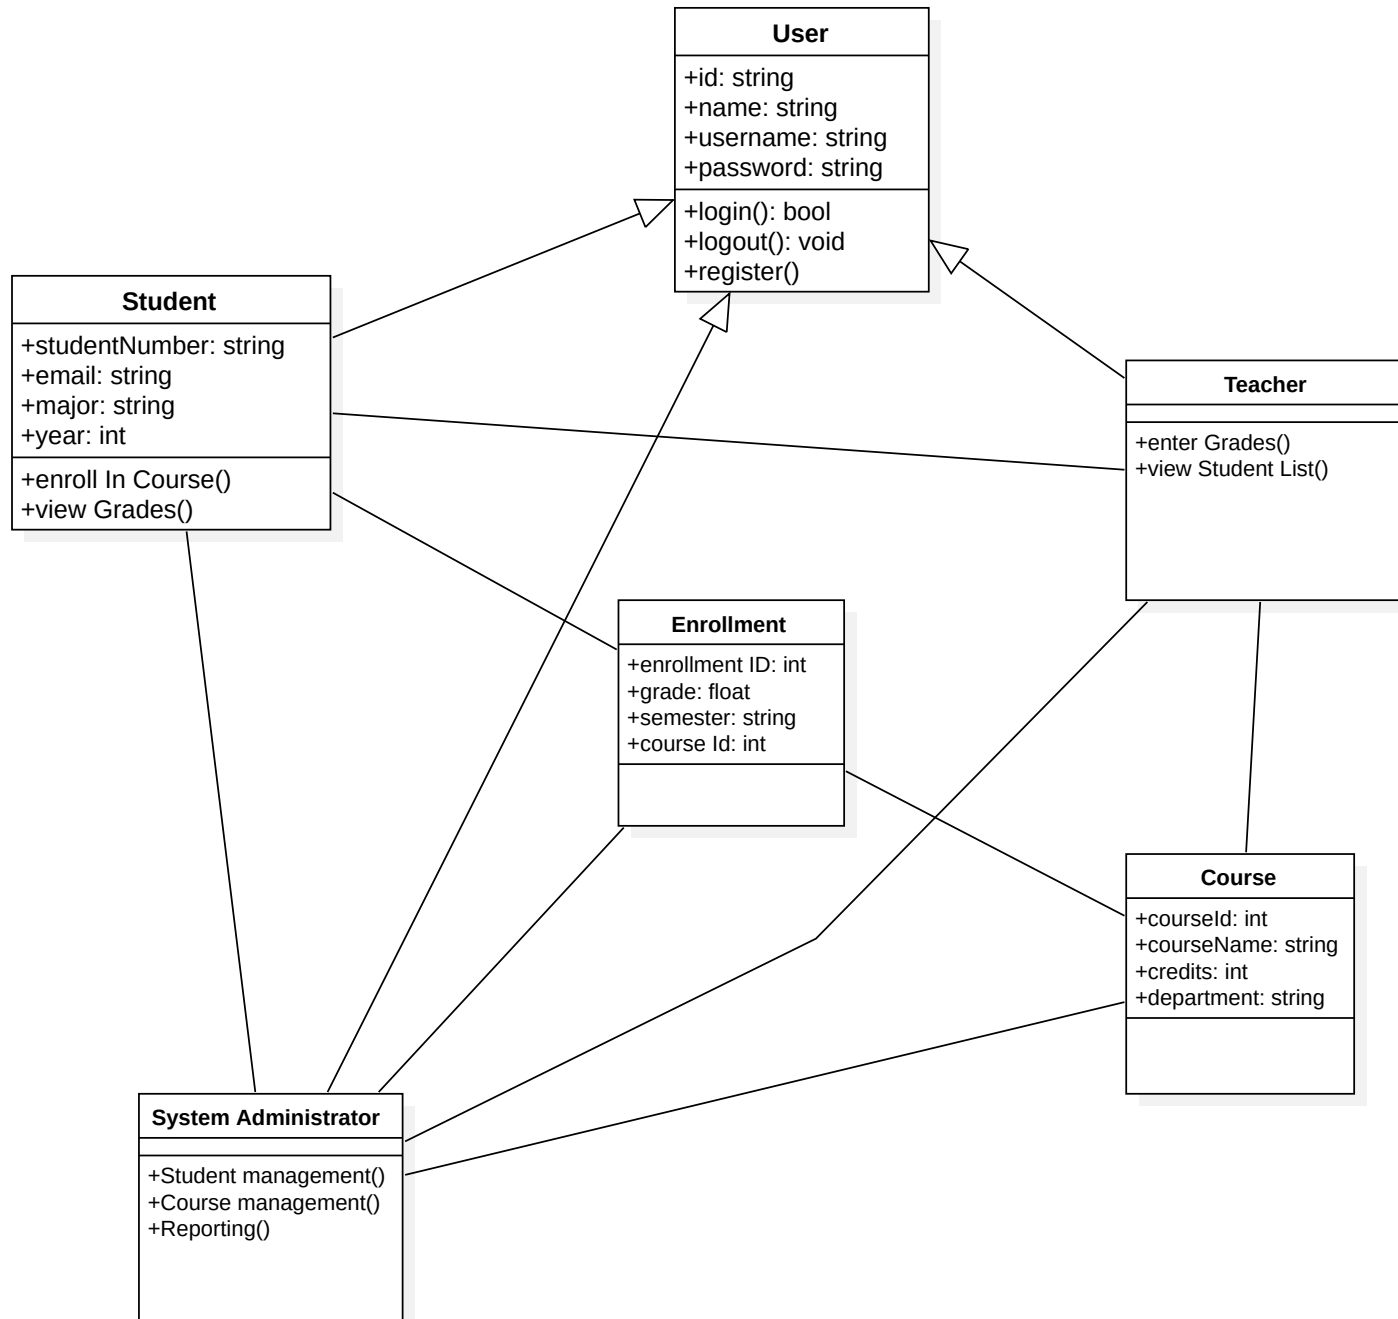 User
+id: string
+name: string
+username: string
+password: string
+login(): bool
+logout(): void
+register()
Student
+studentNumber: string
+email: string
+major: string
+year: int
+enroll In Course()
+view Grades()
Teacher
+enter Grades()
+view Student List()
Enrollment
+enrollment ID: int
+grade: float
+semester: string
+course Id: int
Course
+courseId: int
+courseName: string
+credits: int
+department: string
System Administrator
+Student management()
+Course management()
+Reporting()